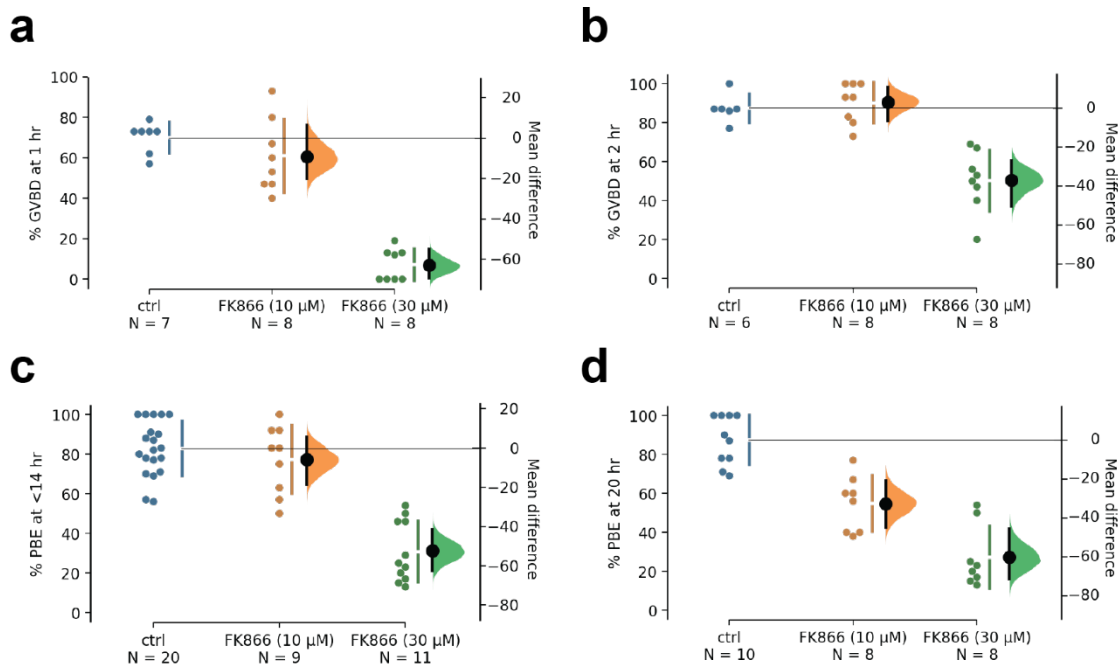 a
% GVBD at 1 hr
100
80
60
40
20
0
20
0
−20
−40
−60
Mean difference
ctrl
N = 7
FK866 (10 μM)
N = 8
FK866 (30 μM)
N = 8
b
% GVBD at 2 hr
100
80
60
40
20
0
0
−20
−40
−60
−80
Mean difference
ctrl
N = 6
FK866 (10 μM)
N = 8
FK866 (30 μM)
N = 8
c
% PBE at <14 hr
100
80
60
40
20
0
20
0
−20
−40
−60
−80
Mean difference
ctrl
N = 20
FK866 (10 μM)
N = 9
FK866 (30 μM)
N = 11
d
% PBE at 20 hr
100
80
60
40
20
0
0
−20
−40
−60
−80
Mean difference
ctrl
N = 10
FK866 (10 μM)
N = 8
FK866 (30 μM)
N = 8